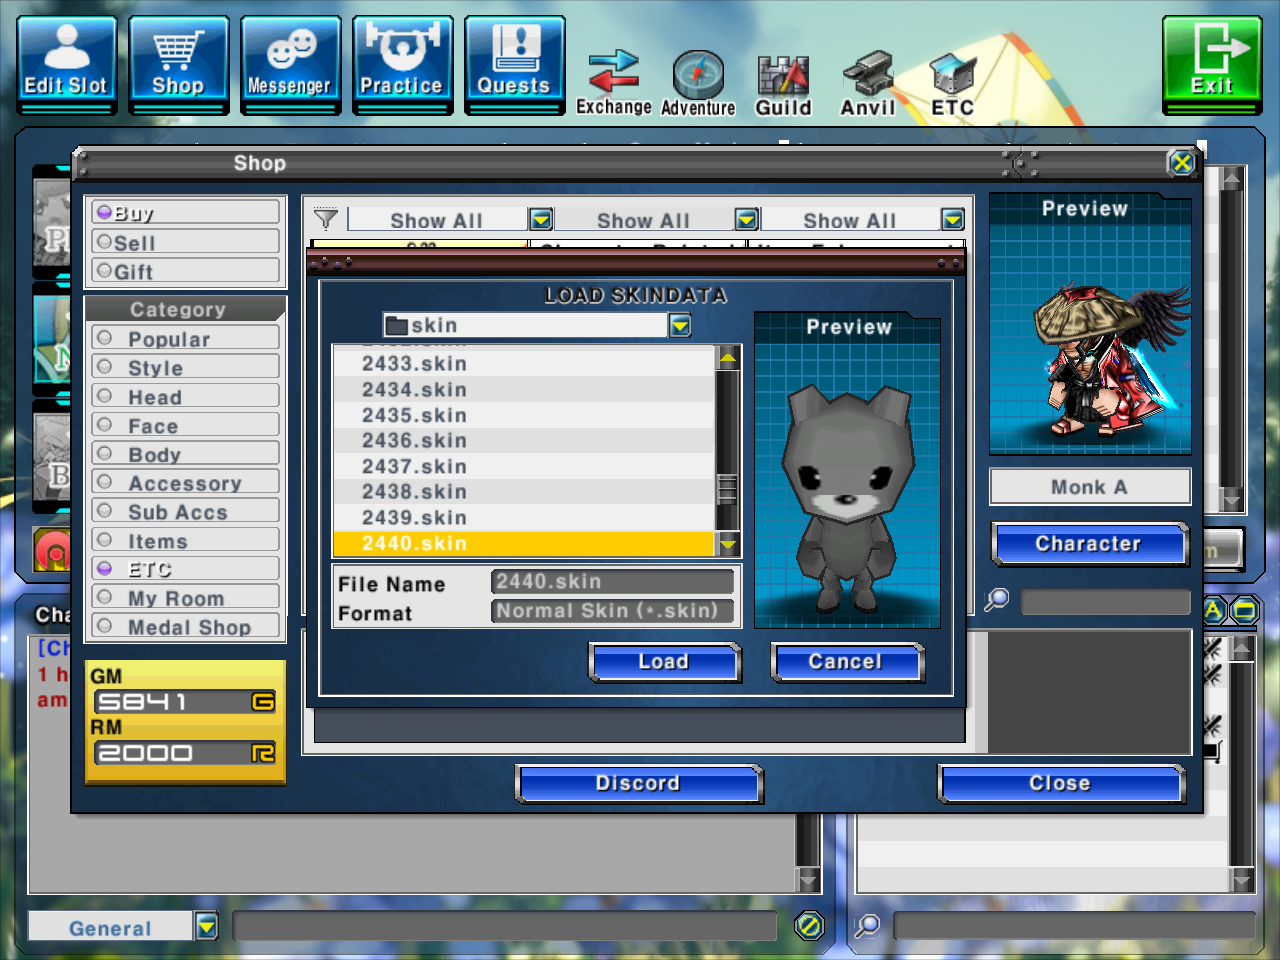 Edit Slot
Shop
Messenger
Practice
Quests
Exchange
Adventure
Guild
Anvil
ETC
Exit
Shop
Buy
Sell
Gift
Category
Popular
Style
Head
Face
Body
Accessory
Sub Accs
Items
ETC
My Room
Medal Shop
GM
5841 G
RM
2000 R
Show All
Show All
Show All
LOAD SKINDATA
skin
2433.skin
2434.skin
2435.skin
2436.skin
2437.skin
2438.skin
2439.skin
2440.skin
File Name
2440.skin
Format
Normal Skin (*.skin)
Preview
Load
Cancel
Preview
Monk A
Character
Discord
Close
Cha
[Ch
1 h
am
General